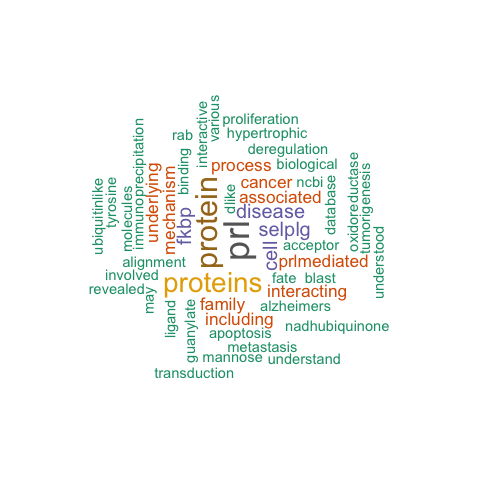 various
proliferation
interactive
rab
hypertrophic
immunoprecipitation
deregulation
process
biological
binding
underlying
mechanism
protein
dlike
cancer
ncbi
associated
database
oxidoreductase
tumorigenesis
understood
ubiquitinlike
tyrosine
molecules
fkbp
prl
disease
selplg
cell
acceptor
alignment
prlmediated
involved
proteins
fate
blast
revealed
may
family
interacting
ligand
guanylate
including
alzheimers
apoptosis
nadhubiquinone
metastasis
mannose
understand
transduction